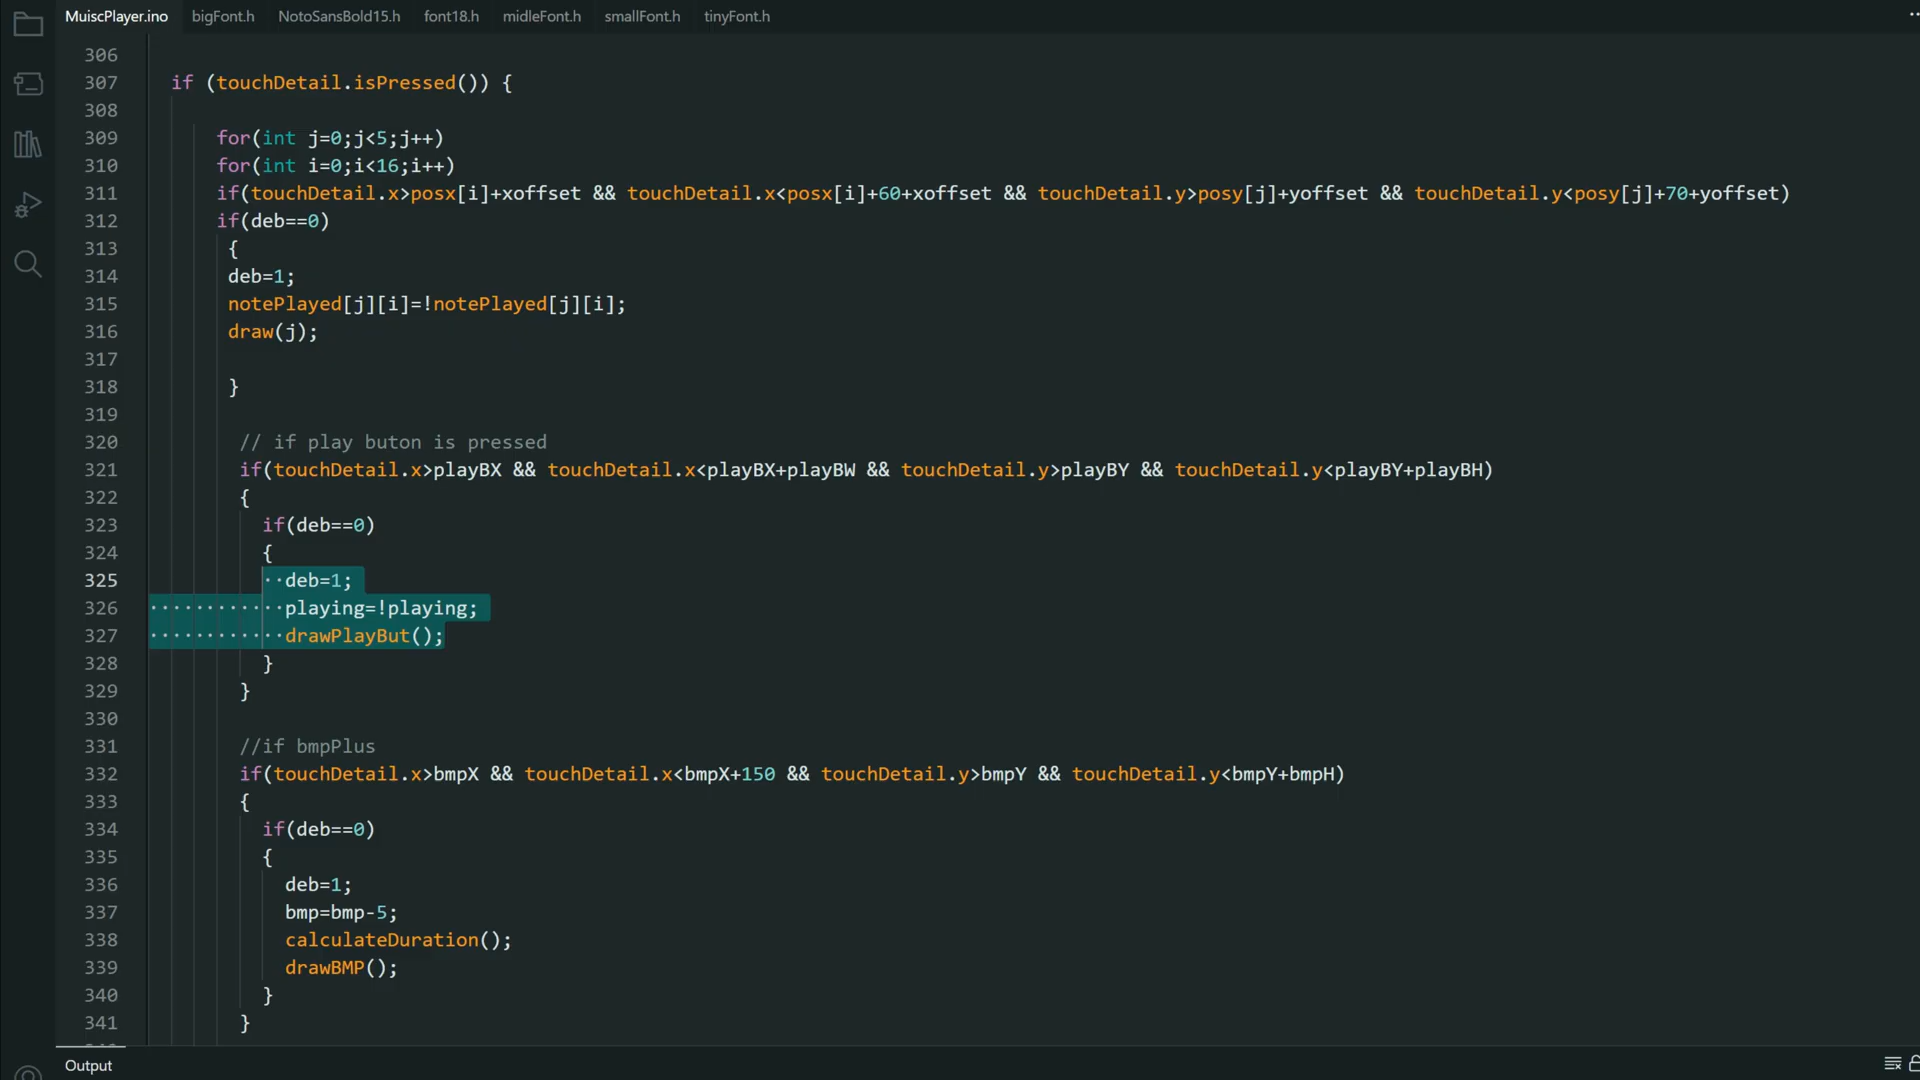 MuiscPlayer.ino bigFont.h NotoSansBold15.h font18.h midleFont.h smallFont.h tinyFont.h
306
307 if (touchDetail.isPressed()) {
308
309 for(int j=0;j<5;j++)
310 for(int i=0;i<16;i++)
311 if(touchDetail.x>posx[i]+xoffset && touchDetail.x<posx[i]+60+xoffset && touchDetail.y>posy[j]+yoffset && touchDetail.y<posy[j]+70+yoffset)
312 if(deb==0)
313 {
314 deb=1;
315 notePlayed[j][i]=!notePlayed[j][i];
316 draw(j);
317
318 }
319
320 // if play buton is pressed
321 if(touchDetail.x>playBX && touchDetail.x<playBX+playBW && touchDetail.y>playBY && touchDetail.y<playBY+playBH)
322 {
323 if(deb==0)
324 {
325 deb=1;
326 playing=!playing;
327 drawPlayBut();
328 }
329 }
330
331 //if bmpPlus
332 if(touchDetail.x>bmpX && touchDetail.x<bmpX+150 && touchDetail.y>bmpY && touchDetail.y<bmpY+bmpH)
333 {
334 if(deb==0)
335 {
336 deb=1;
337 bmp=bmp-5;
338 calculateDuration();
339 drawBMP();
340 }
341 }
Output